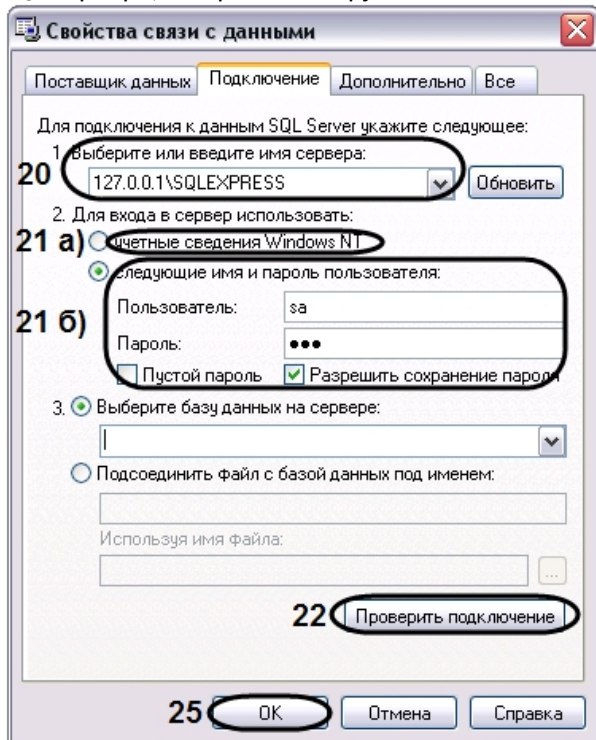 Свойства связи с данными
Поставщик данных Подключение Дополнительно Все
Для подключения к данным SQL Server укажите следующее:
1. Выберите или введите имя сервера:
20 127.0.0.1\SQLEXPRESS Обновить
2. Для входа в сервер использовать:
21 а) учетные сведения Windows NT
следующие имя и пароль пользователя:
Пользователь: sa
21 б)
Пароль: ●●●
Пустой пароль Разрешить сохранение пароля
3. Выберите базу данных на сервере:
Подсоединить файл с базой данных под именем:
Используя имя файла:
...
22 Проверить подключение
25 OK Отмена Справка